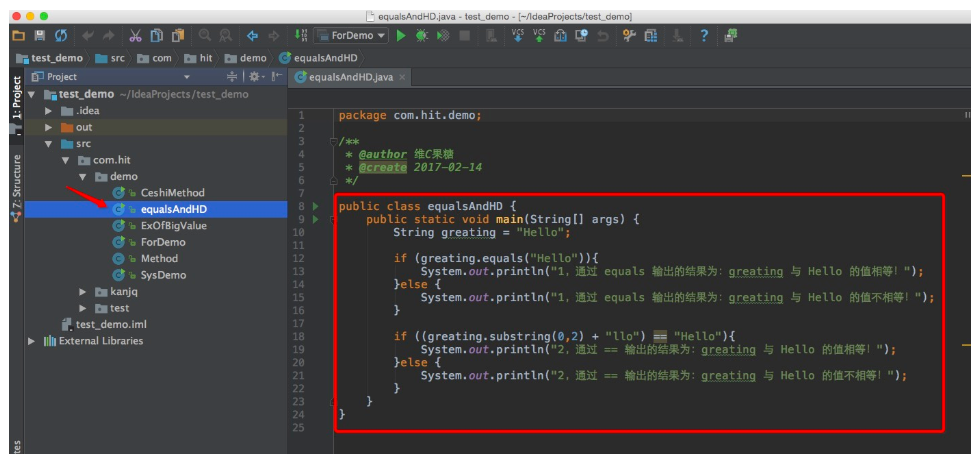 equalsAndHD.java - test_demo - [~/IdeaProjects/test_demo]
ForDemo
VCS VCS
test_demo src com hit demo equalsAndHD
Project
equalsAndHD.java
1: Project
Z: Structure
test_demo ~/IdeaProjects/test_demo
.idea
out
src
com.hit
demo
CeshiMethod
equalsAndHD
ExOfBigValue
ForDemo
Method
SysDemo
kanjq
test
test_demo.iml
External Libraries
1 package com.hit.demo;
2
3 /**
4 * @author 维C果糖
5 * @create 2017-02-14
6 */
7
8 public class equalsAndHD {
9 public static void main(String[] args) {
10 String greating = "Hello";
11
12 if (greating.equals("Hello")){
13 System.out.println("1，通过 equals 输出的结果为：greating 与 Hello 的值相等！");
14 }else {
15 System.out.println("1，通过 equals 输出的结果为：greating 与 Hello 的值不相等！");
16 }
17
18 if ((greating.substring(0,2) + "llo") == "Hello"){
19 System.out.println("2，通过 == 输出的结果为：greating 与 Hello 的值相等！");
20 }else {
21 System.out.println("2，通过 == 输出的结果为：greating 与 Hello 的值不相等！");
22 }
23 }
24 }
25